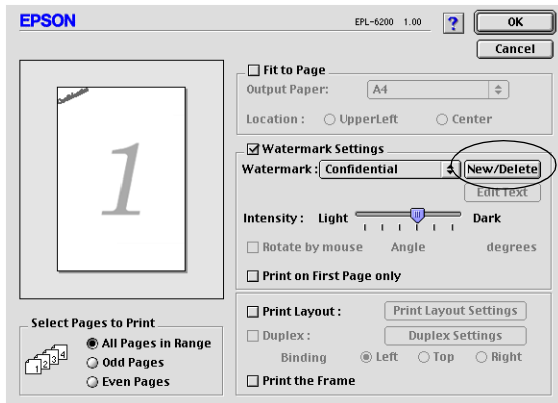 EPSON
EPL-6200 1.00
?
OK
Cancel
Confidential
1
Fit to Page
Output Paper: A4
Location : UpperLeft Center
Watermark Settings
Watermark : Confidential New/Delete
Edit Text
Intensity : Light Dark
Rotate by mouse Angle degrees
Print on First Page only
Select Pages to Print
1 2 3 4
All Pages in Range
Odd Pages
Even Pages
Print Layout : Print Layout Settings
Duplex : Duplex Settings
Binding Left Top Right
Print the Frame